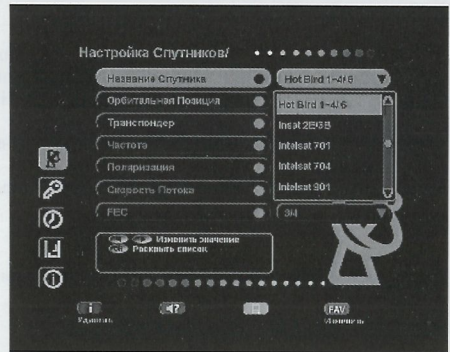 Настройка Спутников/
Название Спутника
Hot Bird 1~4/6
Орбитальная Позиция
Hot Bird 1~4/6
Транспондер
Insat 2E/3B
Частота
Intelsat 701
Поляризация
Intelsat 704
Скорость Потока
Intelsat 901
FEC
3/4
Изменить значение
Раскрыть список
i
FAV
Удалить
Изменить